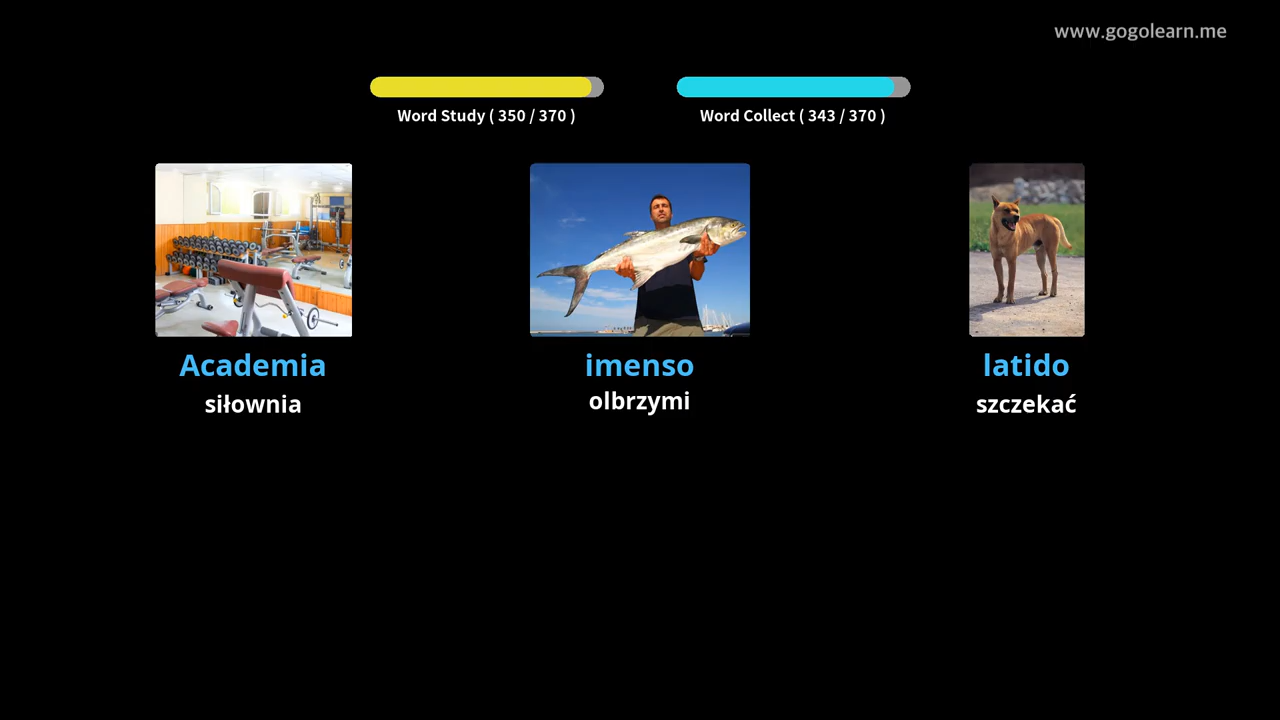 www.gogolearn.me
Word Study ( 350 / 370 )
Word Collect ( 343 / 370 )
Academia
siłownia
imenso
olbrzymi
latido
szczekać